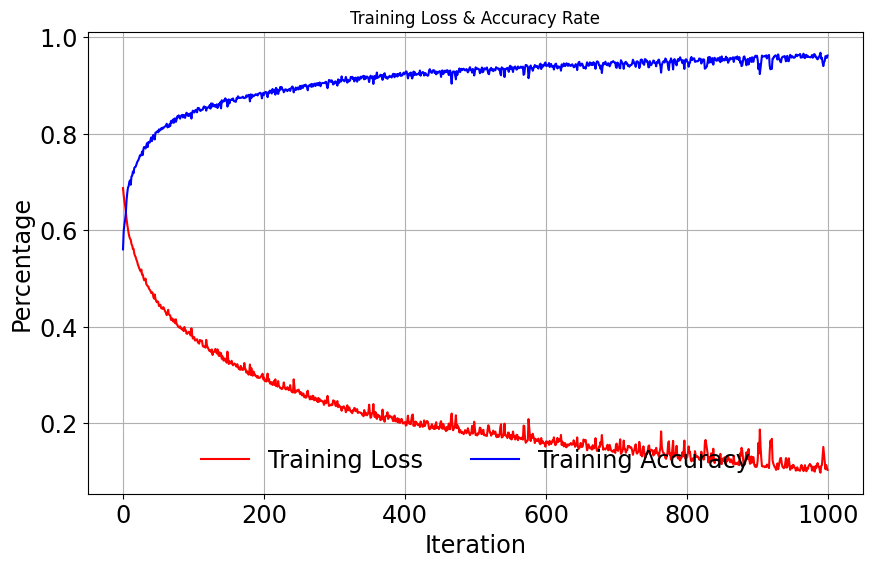 Training Loss & Accuracy Rate
1.0
0.8
0.6
0.4
0.2
Percentage
Training Loss
Training Accuracy
0
200
400
600
800
1000
Iteration